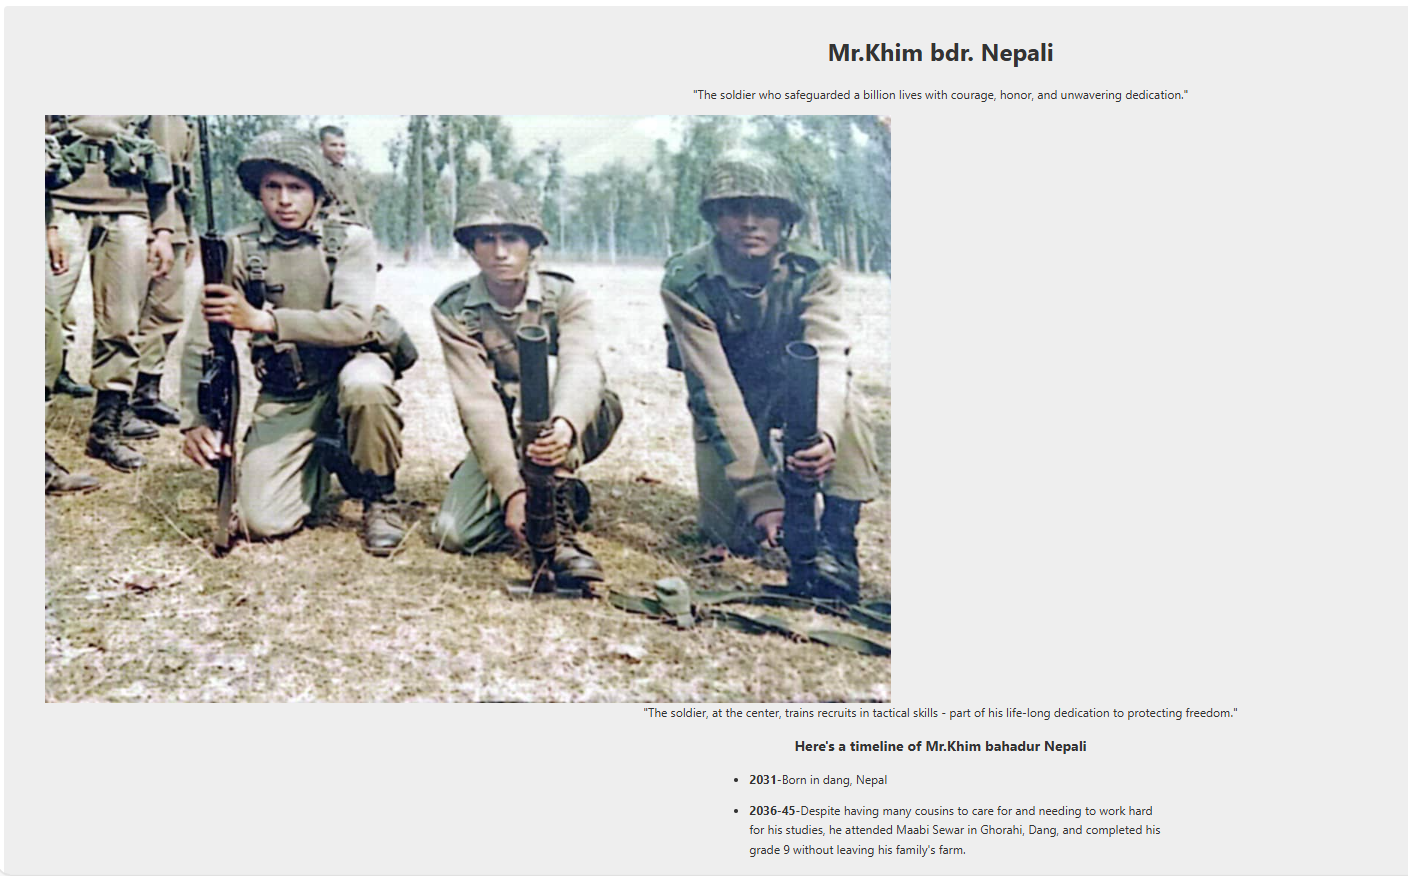 Mr.Khim bdr. Nepali
"The soldier who safeguarded a billion lives with courage, honor, and unwavering dedication."
"The soldier, at the center, trains recruits in tactical skills - part of his life-long dedication to protecting freedom."
Here's a timeline of Mr.Khim bahadur Nepali
• 2031-Born in dang, Nepal
• 2036-45-Despite having many cousins to care for and needing to work hard
for his studies, he attended Maabi Sewar in Ghorahi, Dang, and completed his
grade 9 without leaving his family's farm.